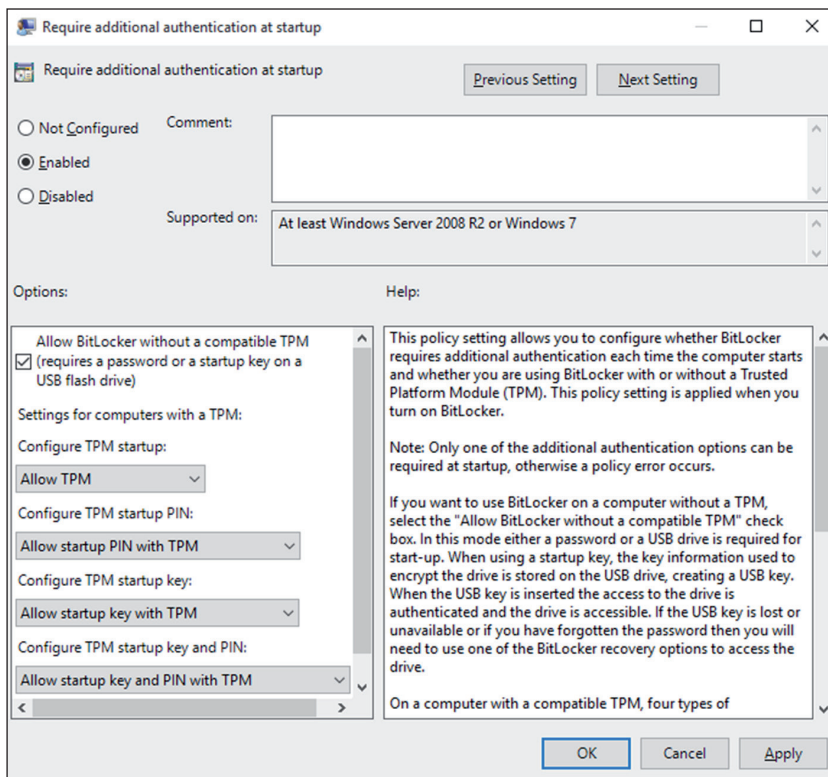 Require additional authentication at startup
Require additional authentication at startup
Previous Setting
Next Setting
Not Configured
Enabled
Disabled
Comment:
Supported on:
At least Windows Server 2008 R2 or Windows 7
Options:
Help:
Allow BitLocker without a compatible TPM
(requires a password or a startup key on a
USB flash drive)
Settings for computers with a TPM:
Configure TPM startup:
Allow TPM
Configure TPM startup PIN:
Allow startup PIN with TPM
Configure TPM startup key:
Allow startup key with TPM
Configure TPM startup key and PIN:
Allow startup key and PIN with TPM
This policy setting allows you to configure whether BitLocker
requires additional authentication each time the computer starts
and whether you are using BitLocker with or without a Trusted
Platform Module (TPM). This policy setting is applied when you
turn on BitLocker.
Note: Only one of the additional authentication options can be
required at startup, otherwise a policy error occurs.
If you want to use BitLocker on a computer without a TPM,
select the "Allow BitLocker without a compatible TPM" check
box. In this mode either a password or a USB drive is required for
start-up. When using a startup key, the key information used to
encrypt the drive is stored on the USB drive, creating a USB key.
When the USB key is inserted the access to the drive is
authenticated and the drive is accessible. If the USB key is lost or
unavailable or if you have forgotten the password then you will
need to use one of the BitLocker recovery options to access the
drive.
On a computer with a compatible TPM, four types of
OK
Cancel
Apply